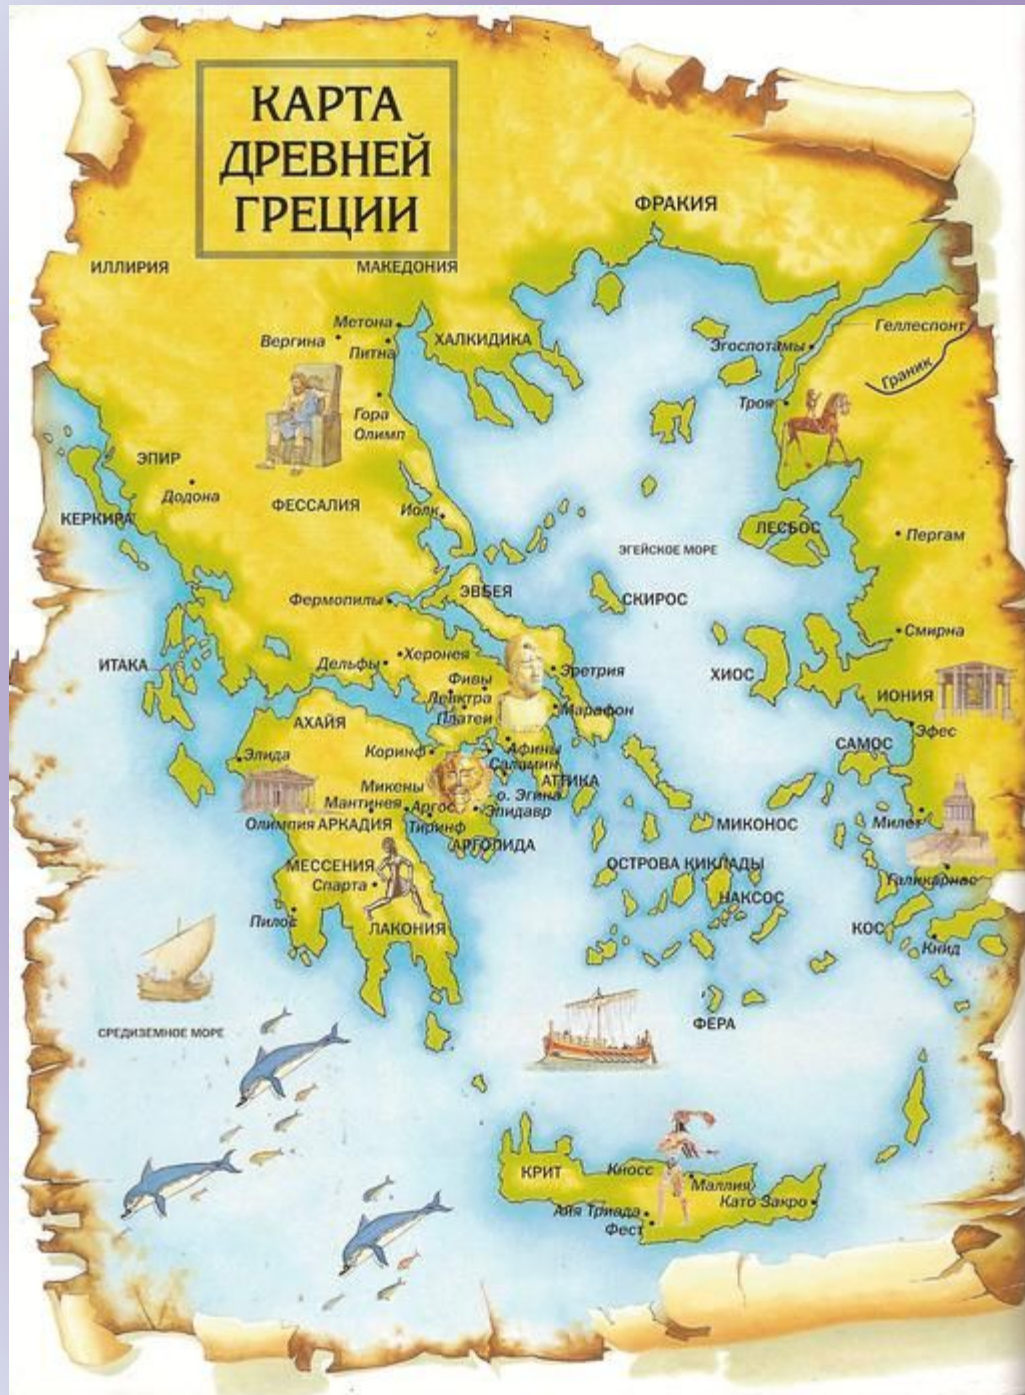 КАРТА
ДРЕВНЕЙ
ГРЕЦИИ
ФРАКИЯ
ИЛЛИРИЯ
МАКЕДОНИЯ
Метона
Вергина
Питна
ХАЛКИДИКА
Геллеспонт
Эгоспотамы
Граник
Троя
Гора
Олимп
ЭПИР
Додона
ФЕССАЛИЯ
Иолк
КЕРКИРА
ЛЕСБОС
Пергам
ЭГЕЙСКОЕ МОРЕ
ЭВБЕЯ
СКИРОС
Фермопилы
Смирна
ИТАКА
Херонея
Дельфы
Эретрия
ХИОС
Фивы
Левктра
Платеи
Марафон
ИОНИЯ
Эфес
АХАЙЯ
САМОС
Элида
Коринф
Афины
Саламин
АТТИКА
Микены
о. Эгина
Мантинея
Аргос
Эпидавр
Олимпия
АРКАДИЯ
Тиринф
МИКОНОС
Милет
АРГОЛИДА
МЕССЕНИЯ
ОСТРОВА КИКЛАДЫ
Спарта
Галикарнас
НАКСОС
Пилос
ЛАКОНИЯ
КОС
Книд
СРЕДИЗЕМНОЕ МОРЕ
ФЕРА
КРИТ
Кносс
Маллия
Като Закро
Айя Триада
Фест